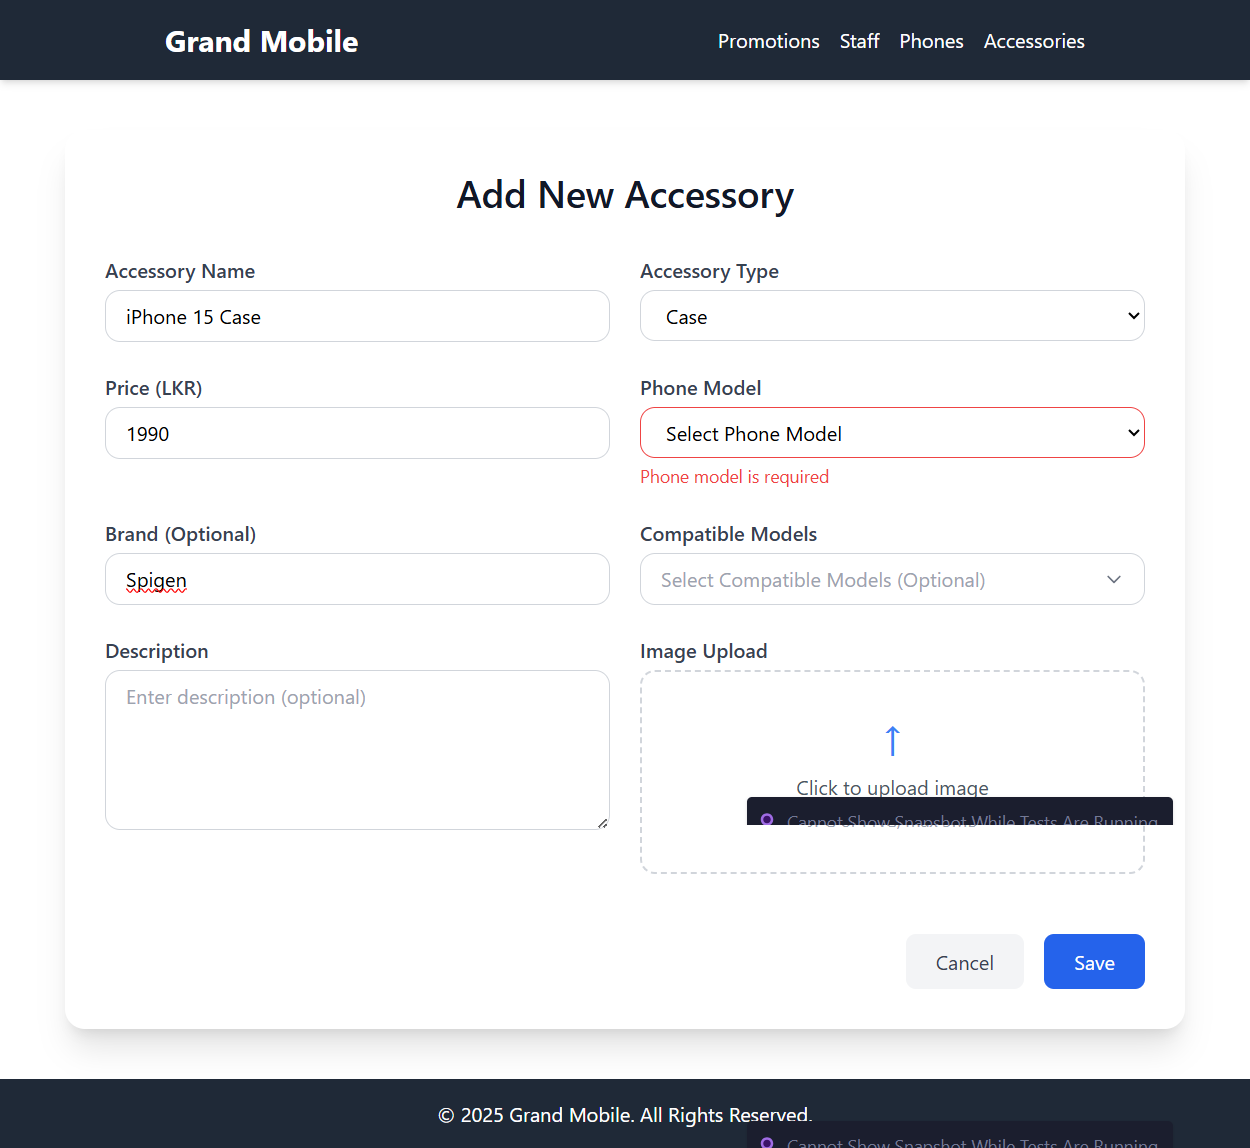 Grand Mobile
Promotions Staff Phones Accessories
Add New Accessory
Accessory Name
iPhone 15 Case
Accessory Type
Case
Price (LKR)
1990
Phone Model
Select Phone Model
Phone model is required
Brand (Optional)
Spigen
Compatible Models
Select Compatible Models (Optional)
Description
Enter description (optional)
Image Upload
Click to upload image
Cannot Show Snapshot While Tests Are Running
Cancel
Save
© 2025 Grand Mobile. All Rights Reserved.
Cannot Show Snapshot While Tests Are Running